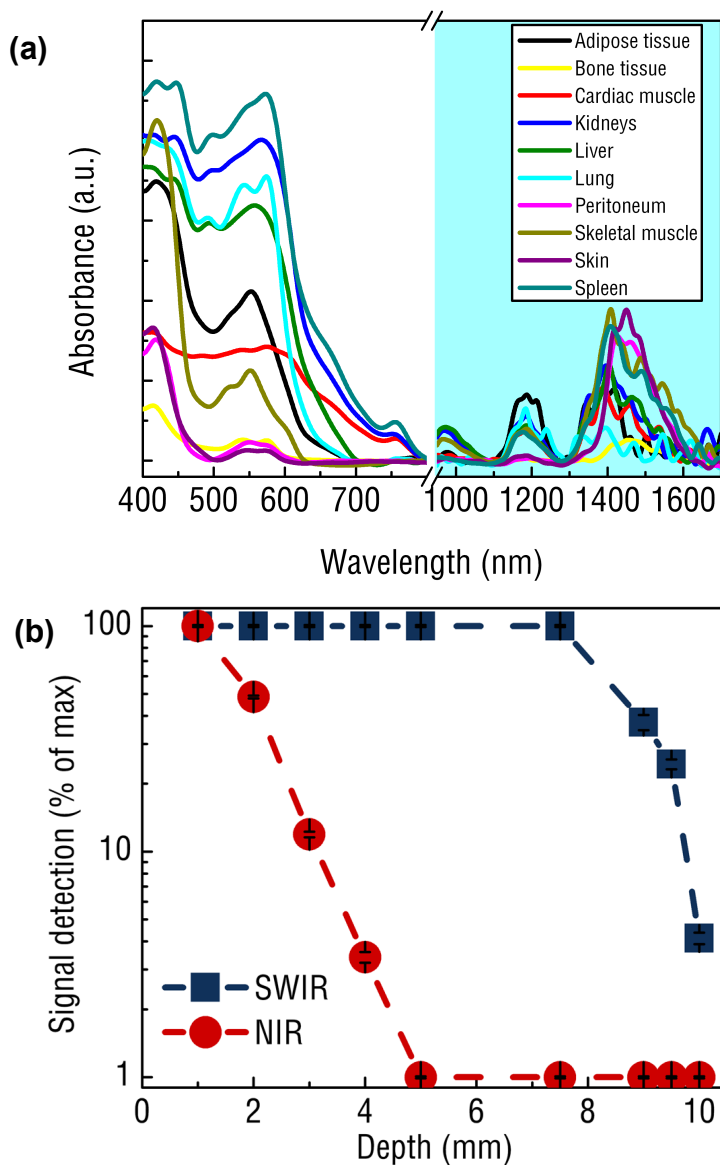 (a)
Absorbance (a.u.)
Adipose tissue
Bone tissue
Cardiac muscle
Kidneys
Liver
Lung
Peritoneum
Skeletal muscle
Skin
Spleen
400 500 600 700 1000 1200 1400 1600
Wavelength (nm)
(b)
Signal detection (% of max)
100
10
1
SWIR
NIR
0 2 4 6 8 10
Depth (mm)